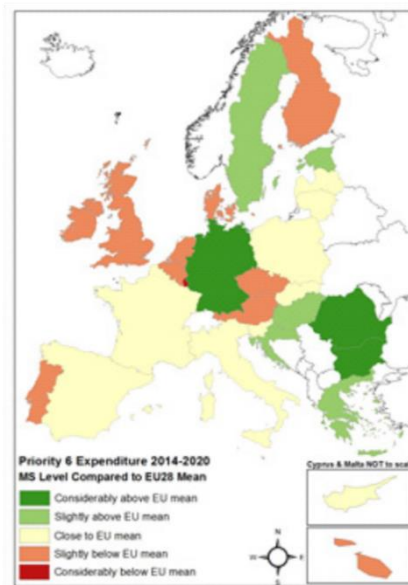 Priority 6 Expenditure 2014-2020
MS Level Compared to EU28 Mean
Considerably above EU mean
Slightly above EU mean
Close to EU mean
Slightly below EU mean
Considerably below EU mean
Cyprus & Malta NOT to scal
N
W
E
S